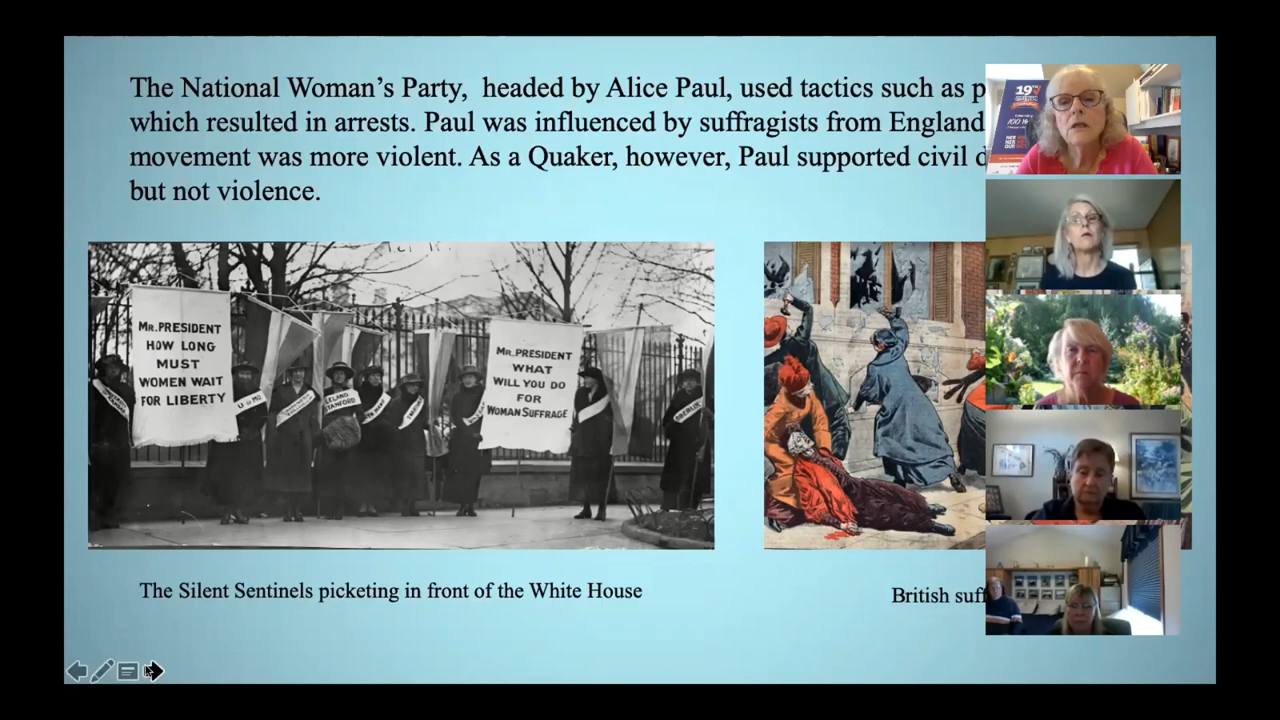 The National Woman's Party, headed by Alice Paul, used tactics such as p
which resulted in arrests. Paul was influenced by suffragists from England
movement was more violent. As a Quaker, however, Paul supported civil d
but not violence.
MR. PRESIDENT
HOW LONG
MUST
WOMEN WAIT
FOR LIBERTY
MR. PRESIDENT
WHAT
WILL YOU DO
FOR
WOMAN SUFFRAGE
LELAND
STANFORD
OBERLIN
19TH
The Silent Sentinels picketing in front of the White House
British suff